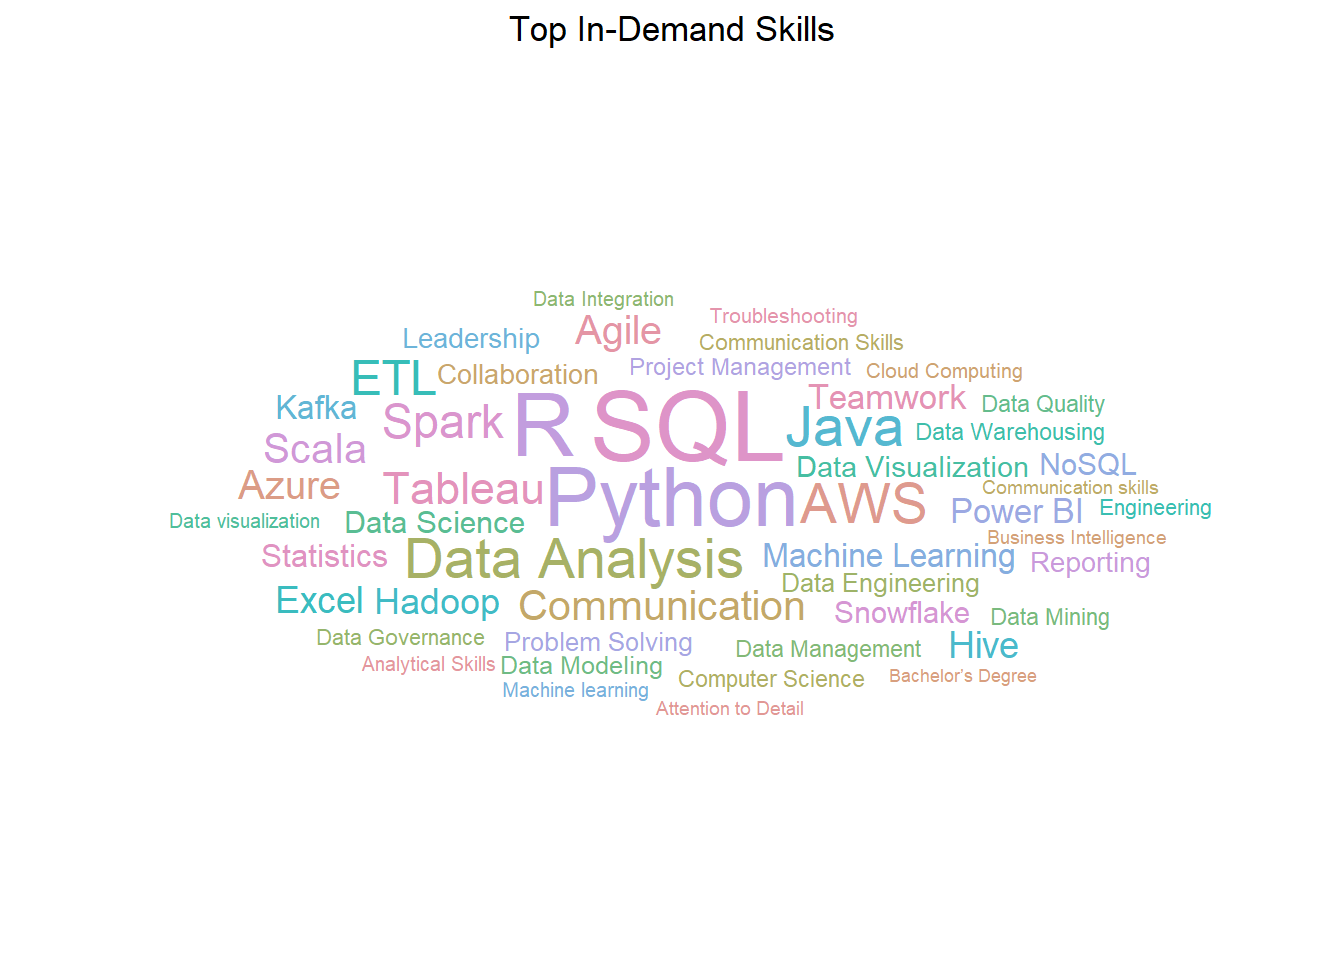 Top In-Demand Skills
Data Integration
Troubleshooting
Agile
Leadership
Communication Skills
Project Management
Cloud Computing
ETL
Collaboration
Teamwork
Data Quality
Kafka
Spark
R
SQL
Java
Data Warehousing
Scala
Data Visualization
NoSQL
Azure
Tableau
Python
AWS
Communication skills
Power BI
Engineering
Data visualization
Data Science
Business Intelligence
Statistics
Data Analysis
Machine Learning
Reporting
Data Engineering
Excel
Hadoop
Communication
Snowflake
Data Mining
Data Governance
Problem Solving
Data Management
Hive
Analytical Skills
Data Modeling
Computer Science
Bachelor’s Degree
Machine learning
Attention to Detail